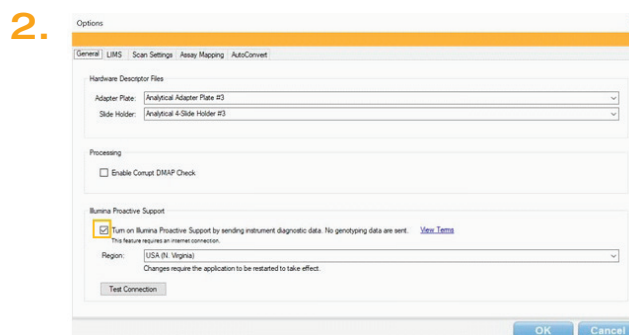 2.
Options
General LIMS Scan Settings Assay Mapping AutoConvert
Hardware Descriptor Files
Adapter Plate: Analytical Adapter Plate #3
Slide Holder: Analytical 4-Slide Holder #3
Processing
Enable Corrupt DMAP Check
Illumina Proactive Support
Turn on Illumina Proactive Support by sending instrument diagnostic data. No genotyping data are sent. View Terms
This feature requires an internet connection.
Region: USA (N. Virginia)
Changes require the application to be restarted to take effect.
Test Connection
OK Cancel